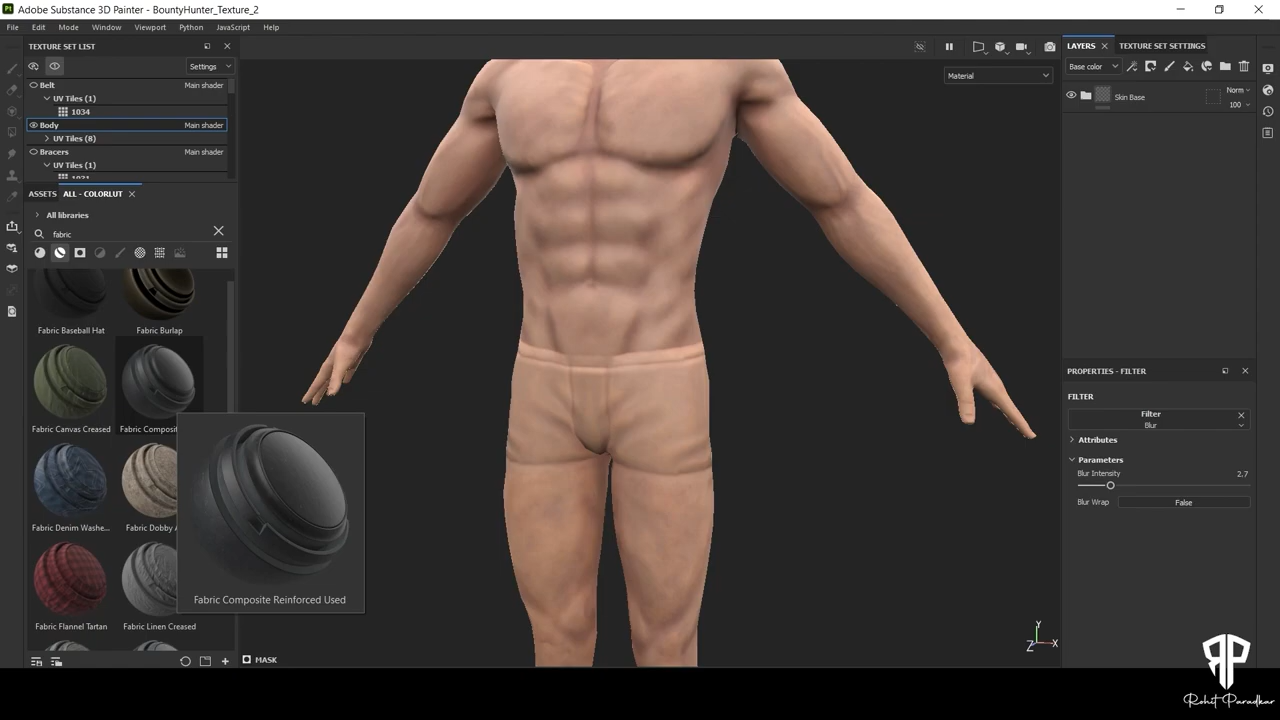 Adobe Substance 3D Painter - BountyHunter_Texture_2
File Edit Mode Window Viewport Python JavaScript Help
TEXTURE SET LIST
Settings
Belt Main shader
UV Tiles (1)
1034
Body Main shader
UV Tiles (8)
Bracers Main shader
UV Tiles (1)
ASSETS ALL - COLORLUT
All libraries
fabric
Fabric Baseball Hat Fabric Burlap
Fabric Canvas Creased Fabric Composit
Fabric Denim Washe... Fabric Dobby
Fabric Composite Reinforced Used
Fabric Flannel Tartan Fabric Linen Creased
MASK
Material
Y
Z X
LAYERS TEXTURE SET SETTINGS
Base color
Skin Base Norm
100
PROPERTIES - FILTER
FILTER
Filter
Blur
Attributes
Parameters
Blur Intensity 2.7
Blur Wrap False
Rohit Paradkar